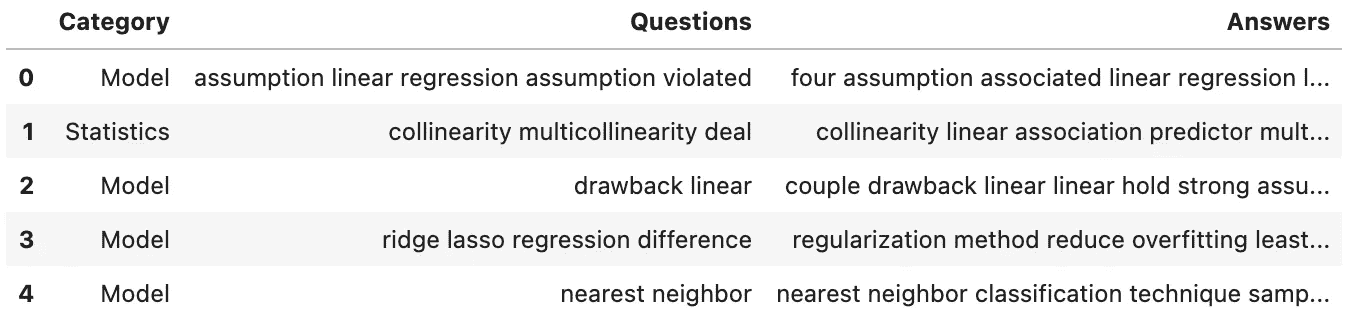 Category Questions Answers
0 Model assumption linear regression assumption violated four assumption associated linear regression l...
1 Statistics collinearity multicollinearity deal collinearity linear association predictor mult...
2 Model drawback linear couple drawback linear linear hold strong assu...
3 Model ridge lasso regression difference regularization method reduce overfitting least...
4 Model nearest neighbor nearest neighbor classification technique samp...